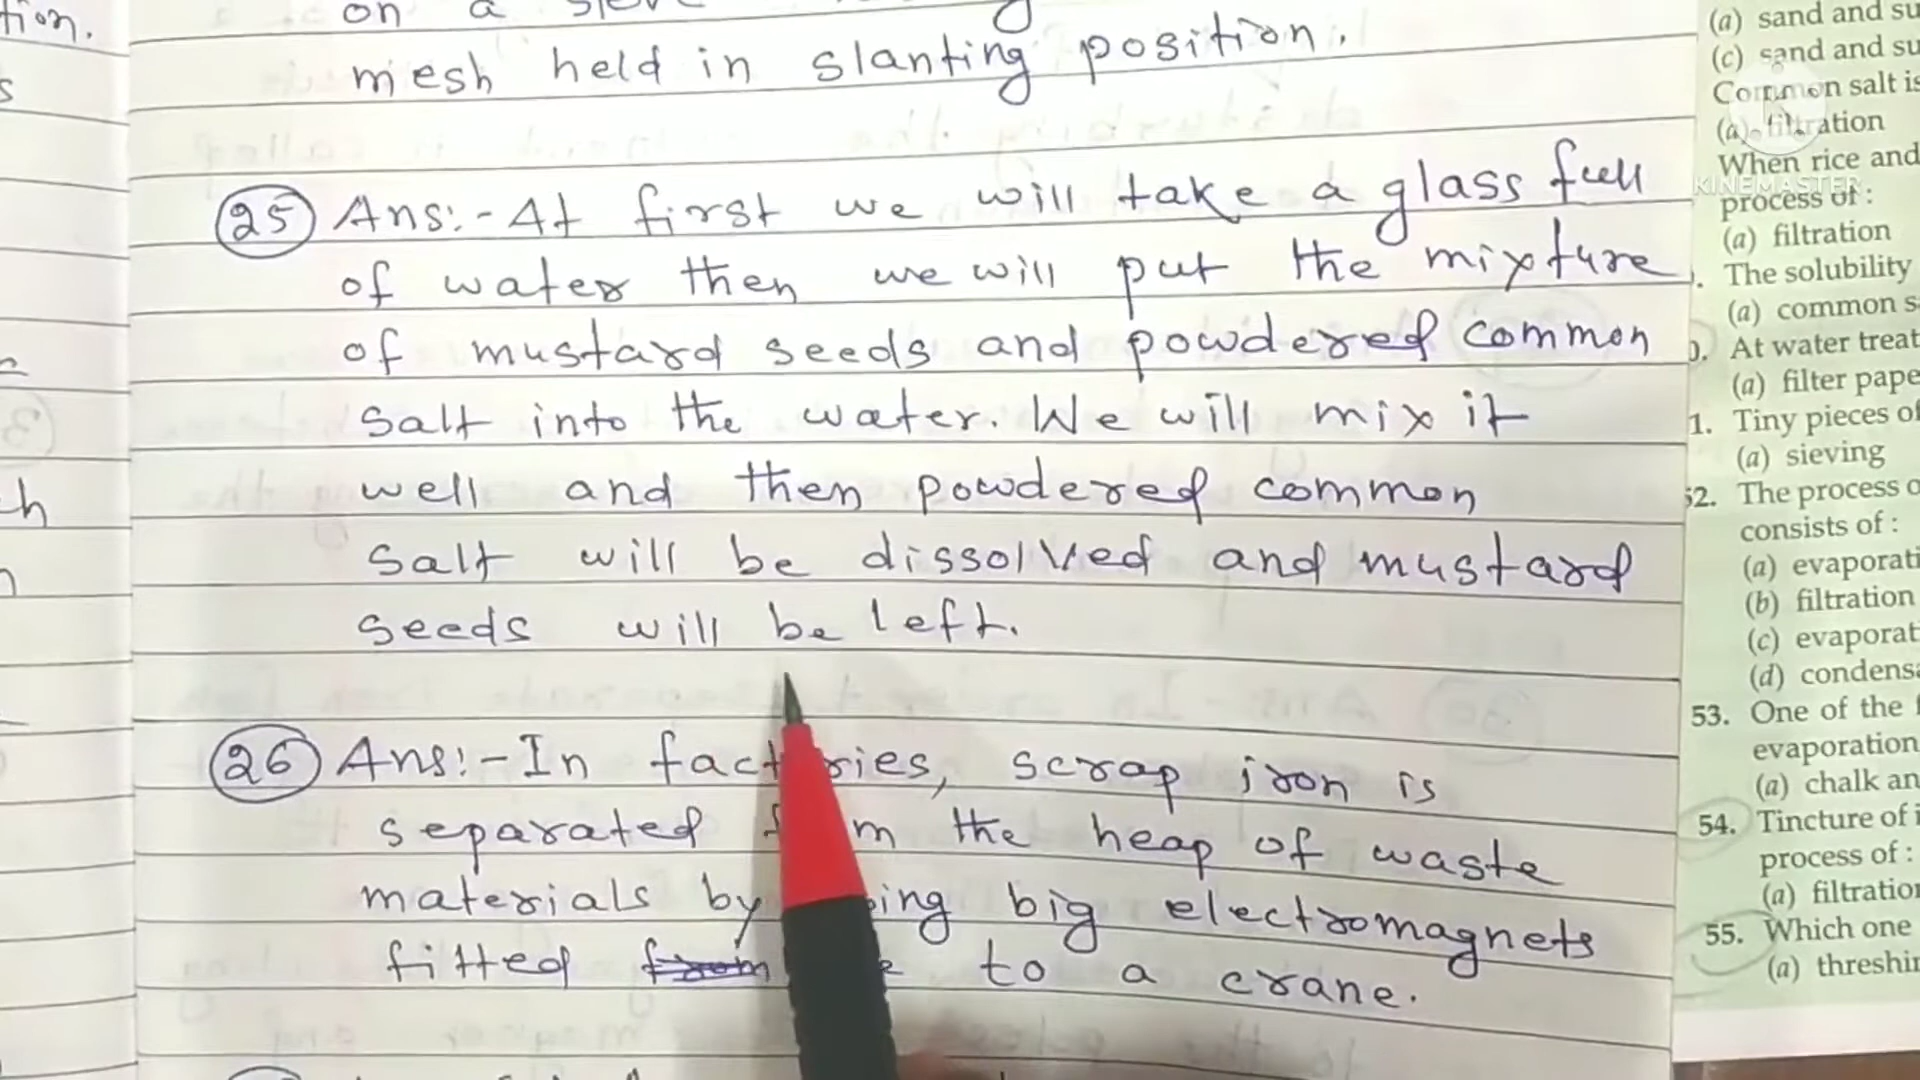 tion.
on a
mesh held in slanting position.
25 Ans:- At first we will take a glass full
of water then we will put the mixture
of mustard seeds and powdered common
salt into the water. We will mix it
well and then powdered common
salt will be dissolved and mustard
seeds will be left.
26 Ans:- In factories, scrap iron is
separated the heap of waste
materials by big electromagnets
fitted to a crane.
(a) sand and su
(c) sand and su
Common salt is
(a) filtration
When rice and
KINEMASTER
process of :
(a) filtration
. The solubility
(a) common s
). At water treat
(a) filter pape
1. Tiny pieces of
(a) sieving
52. The process o
consists of :
(a) evaporati
(b) filtration
(c) evaporat
(d) condensa
53. One of the f
evaporation
(a) chalk an
54. Tincture of i
process of :
(a) filtration
55. Which one
(a) threshin